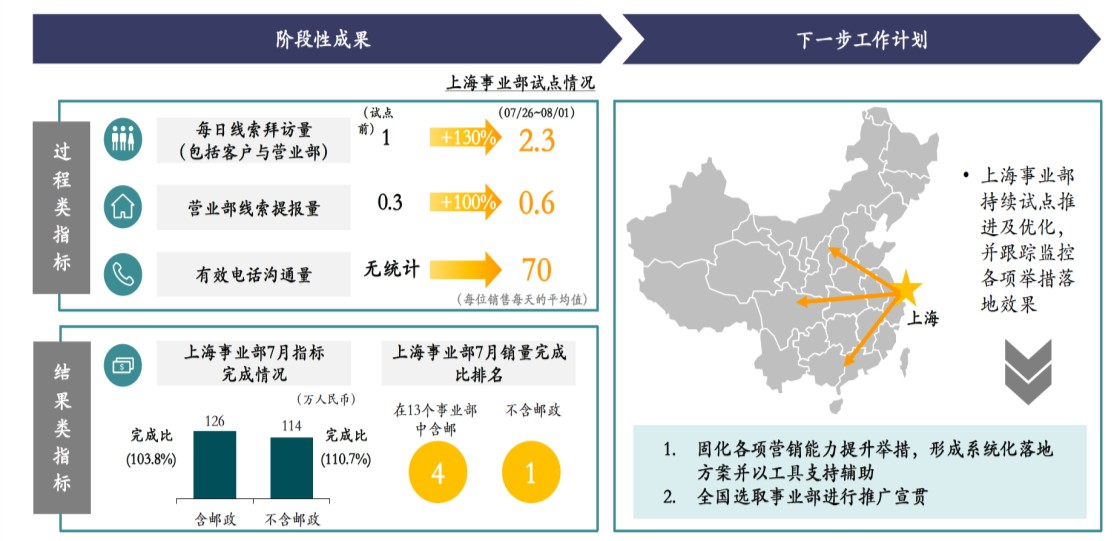 阶段性成果
下一步工作计划
上海事业部试点情况
过程类指标
每日线索拜访量
(包括客户与营业部)
(试点
前)
1
+130%
(07/26~08/01)
2.3
营业部线索提报量
0.3
+100%
0.6
有效电话沟通量
无统计
70
(每位销售每天的平均值)
结果类指标
$
上海事业部7月指标
完成情况
(万人民币)
完成比
(103.8%)
126
114
完成比
(110.7%)
含邮政
不含邮政
上海事业部7月销量完成
比排名
在13个事业部
中含邮
4
不含邮政
1
上海
• 上海事业部
持续试点推
进及优化，
并跟踪监控
各项举措落
地效果
1. 固化各项营销能力提升举措，形成系统化落地
方案并以工具支持辅助
2. 全国选取事业部进行推广宣贯